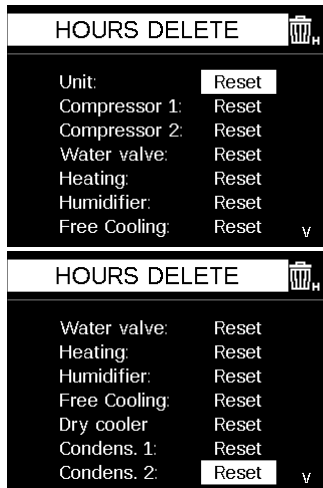 HOURS DELETE
H
Unit: Reset
Compressor 1: Reset
Compressor 2: Reset
Water valve: Reset
Heating: Reset
Humidifier: Reset
Free Cooling: Reset
v
HOURS DELETE
H
Water valve: Reset
Heating: Reset
Humidifier: Reset
Free Cooling: Reset
Dry cooler Reset
Condens. 1: Reset
Condens. 2: Reset
v